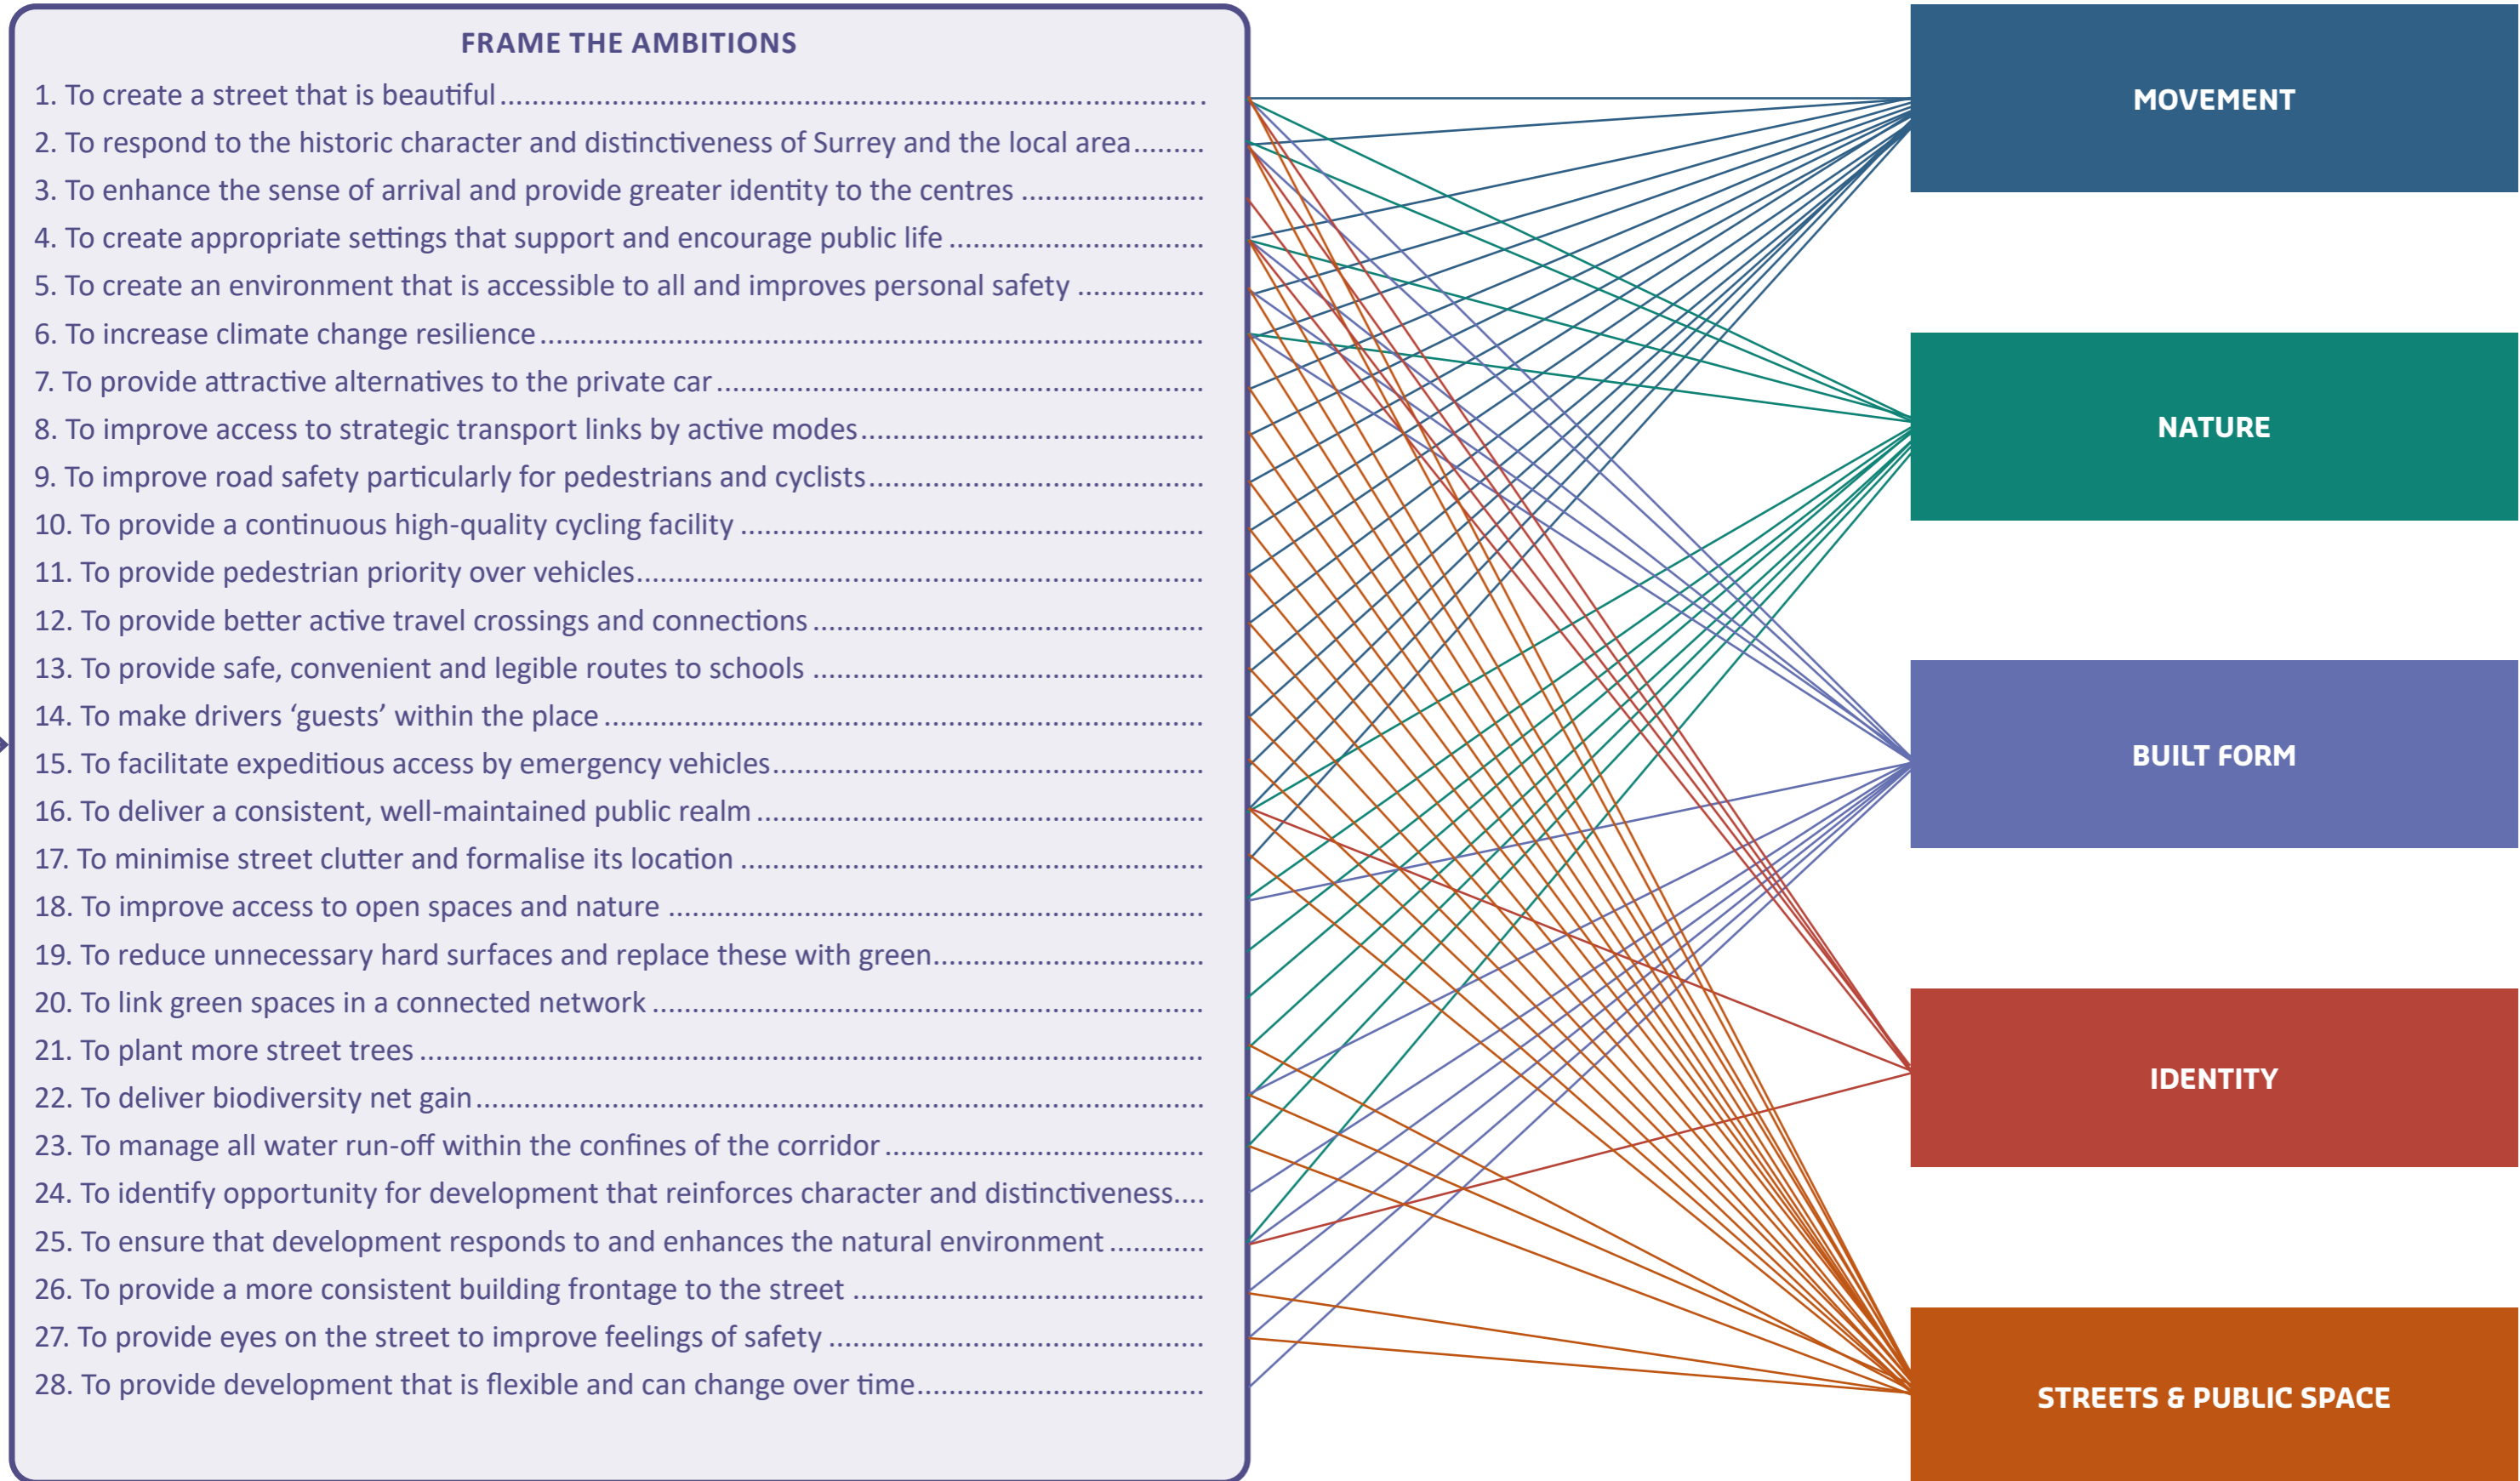 FRAME THE AMBITIONS
1. To create a street that is beautiful
2. To respond to the historic character and distinctiveness of Surrey and the local area
3. To enhance the sense of arrival and provide greater identity to the centres
4. To create appropriate settings that support and encourage public life
5. To create an environment that is accessible to all and improves personal safety
6. To increase climate change resilience
7. To provide attractive alternatives to the private car
8. To improve access to strategic transport links by active modes
9. To improve road safety particularly for pedestrians and cyclists
10. To provide a continuous high-quality cycling facility
11. To provide pedestrian priority over vehicles
12. To provide better active travel crossings and connections
13. To provide safe, convenient and legible routes to schools
14. To make drivers ‘guests’ within the place
15. To facilitate expeditious access by emergency vehicles
16. To deliver a consistent, well-maintained public realm
17. To minimise street clutter and formalise its location
18. To improve access to open spaces and nature
19. To reduce unnecessary hard surfaces and replace these with green
20. To link green spaces in a connected network
21. To plant more street trees
22. To deliver biodiversity net gain
23. To manage all water run-off within the confines of the corridor
24. To identify opportunity for development that reinforces character and distinctiveness
25. To ensure that development responds to and enhances the natural environment
26. To provide a more consistent building frontage to the street
27. To provide eyes on the street to improve feelings of safety
28. To provide development that is flexible and can change over time
MOVEMENT
NATURE
BUILT FORM
IDENTITY
STREETS & PUBLIC SPACE